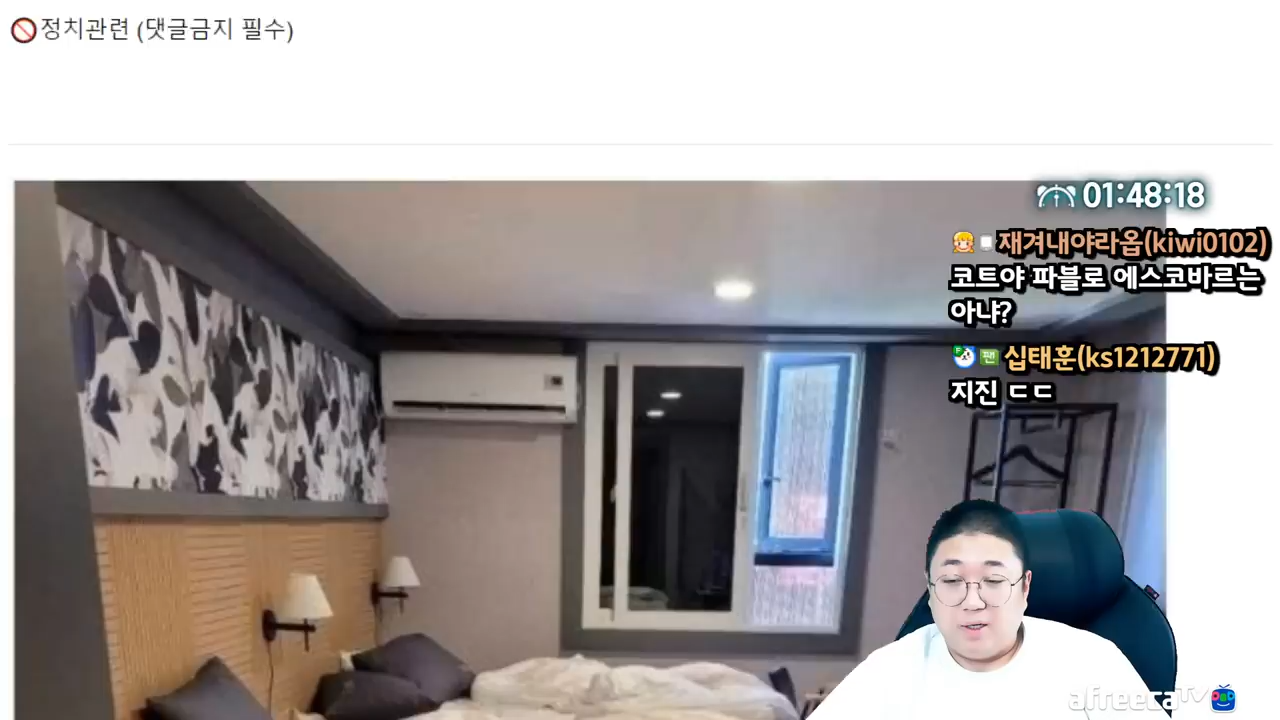 정치관련 (댓글금지 필수)
01:48:18
재겨내야라옵(kiwi0102)
코트야 파블로 에스코바르는
아냐?
팬 십태훈(ks1212771)
지진 ㄷㄷ
afreecaTV